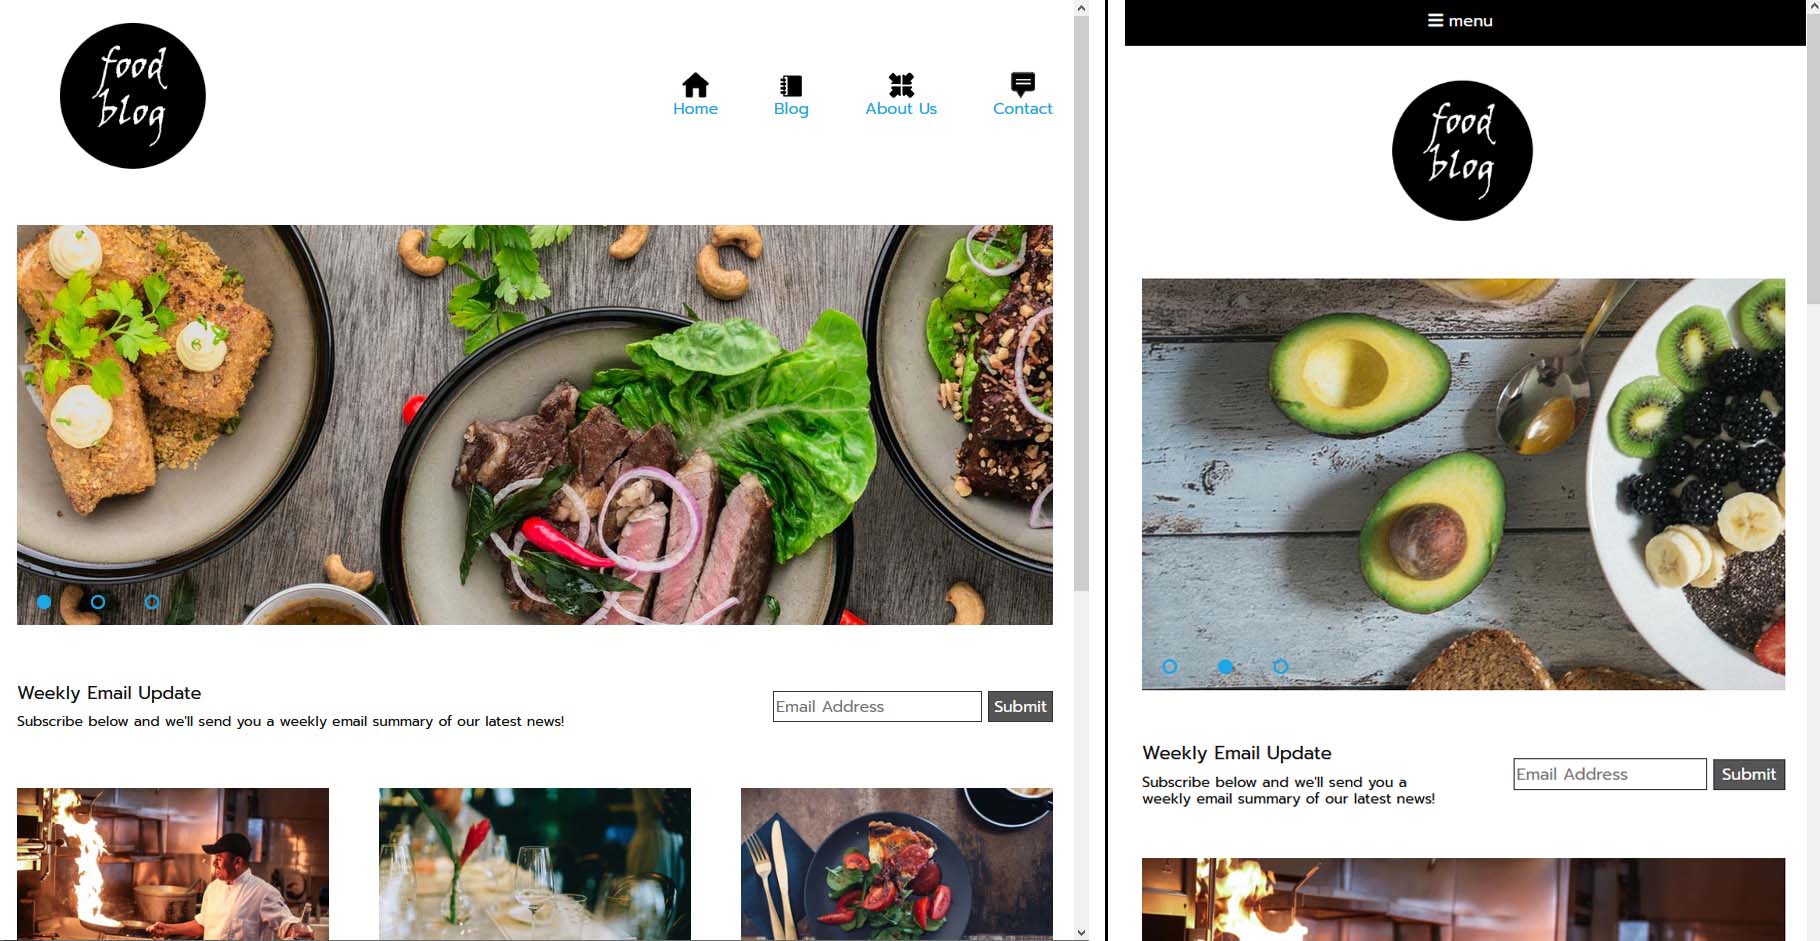 food
blog
Home
Blog
About Us
Contact
Weekly Email Update
Subscribe below and we'll send you a weekly email summary of our latest news!
Email Address
Submit
menu
food
blog
Weekly Email Update
Subscribe below and we'll send you a
weekly email summary of our latest news!
Email Address
Submit